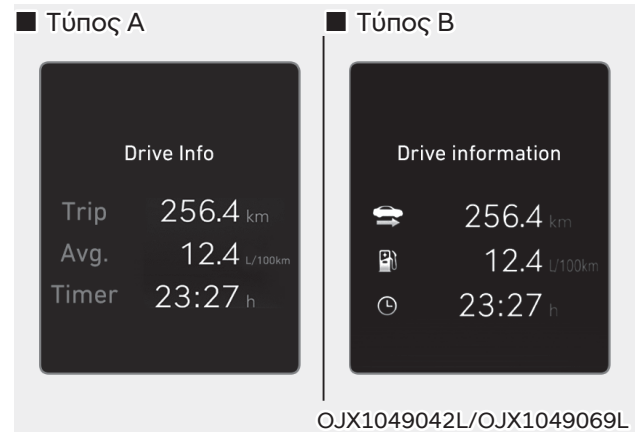 ■ Τύπος A
■ Τύπος B
Drive Info
Trip 256.4 km
Avg. 12.4 L/100km
Timer 23:27 h
Drive information
256.4 km
12.4 L/100km
23:27 h
OJX1049042L/OJX1049069L